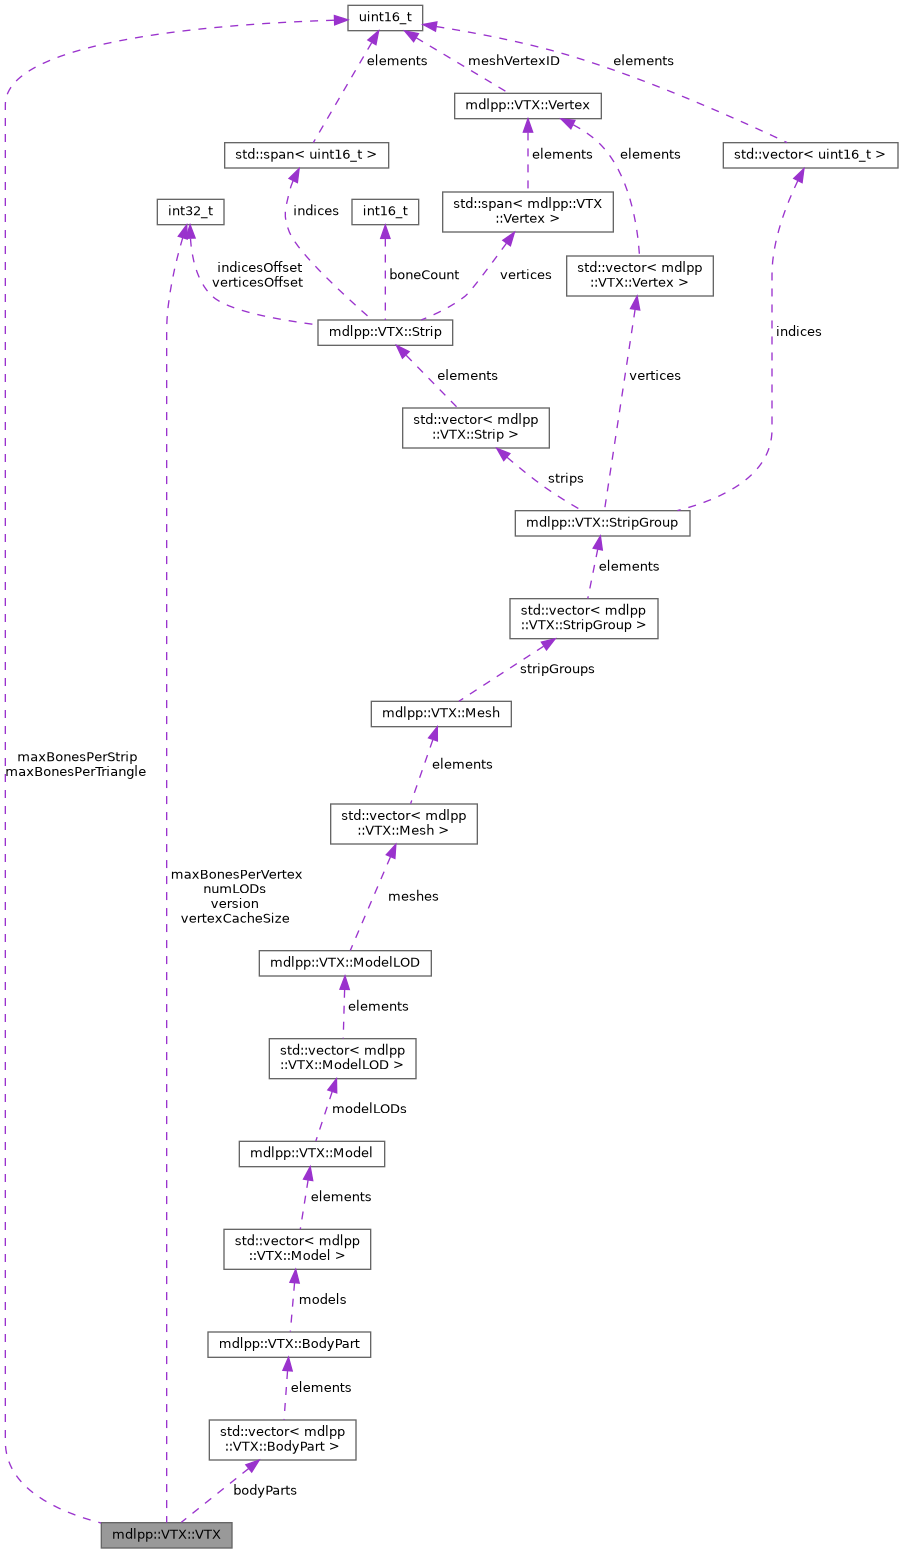 uint16_t
elements
meshVertexID
elements
mdlpp::VTX::Vertex
std::span< uint16_t >
elements
elements
std::vector< uint16_t >
int32_t
indices
int16_t
std::span< mdlpp::VTX
::Vertex >
indicesOffset
verticesOffset
boneCount
vertices
std::vector< mdlpp
::VTX::Vertex >
mdlpp::VTX::Strip
indices
elements
vertices
std::vector< mdlpp
::VTX::Strip >
strips
mdlpp::VTX::StripGroup
elements
std::vector< mdlpp
::VTX::StripGroup >
stripGroups
mdlpp::VTX::Mesh
maxBonesPerStrip
maxBonesPerTriangle
elements
std::vector< mdlpp
::VTX::Mesh >
maxBonesPerVertex
numLODs
version
vertexCacheSize
meshes
mdlpp::VTX::ModelLOD
elements
std::vector< mdlpp
::VTX::ModelLOD >
modelLODs
mdlpp::VTX::Model
elements
std::vector< mdlpp
::VTX::Model >
models
mdlpp::VTX::BodyPart
elements
std::vector< mdlpp
::VTX::BodyPart >
bodyParts
mdlpp::VTX::VTX